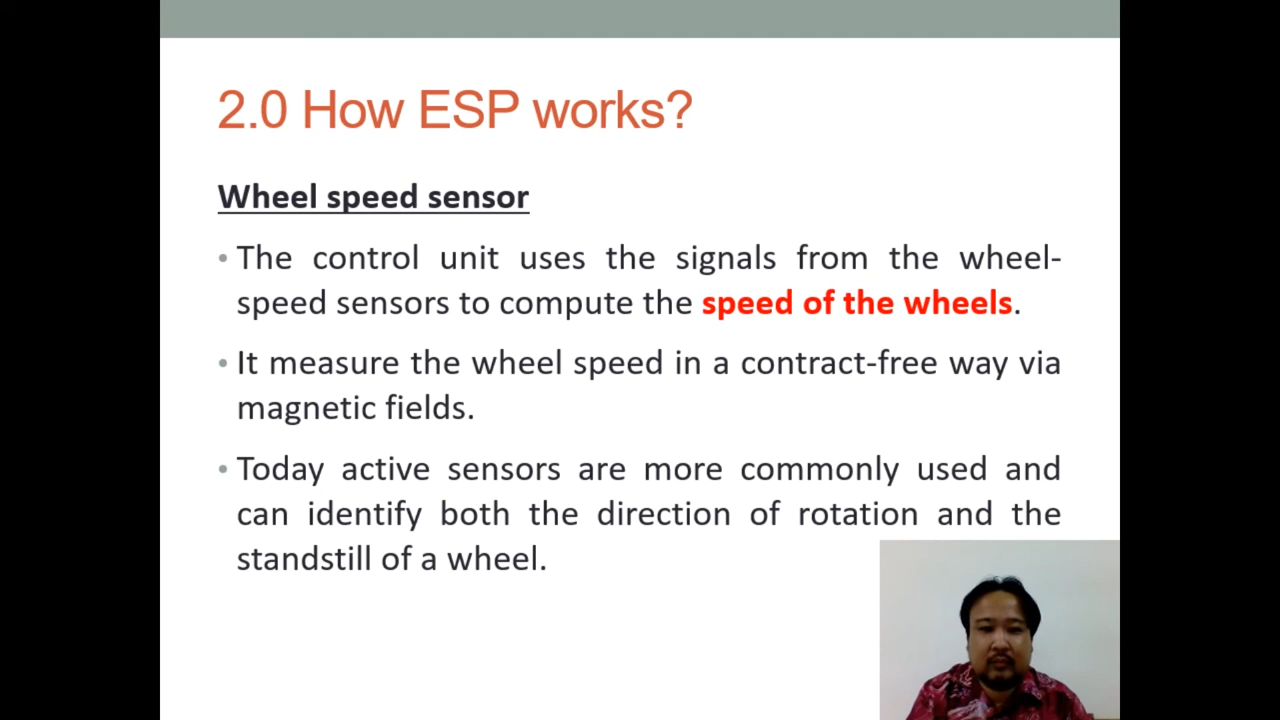 2.0 How ESP works?
Wheel speed sensor
• The control unit uses the signals from the wheel-
speed sensors to compute the speed of the wheels.
• It measure the wheel speed in a contract-free way via
magnetic fields.
• Today active sensors are more commonly used and
can identify both the direction of rotation and the
standstill of a wheel.